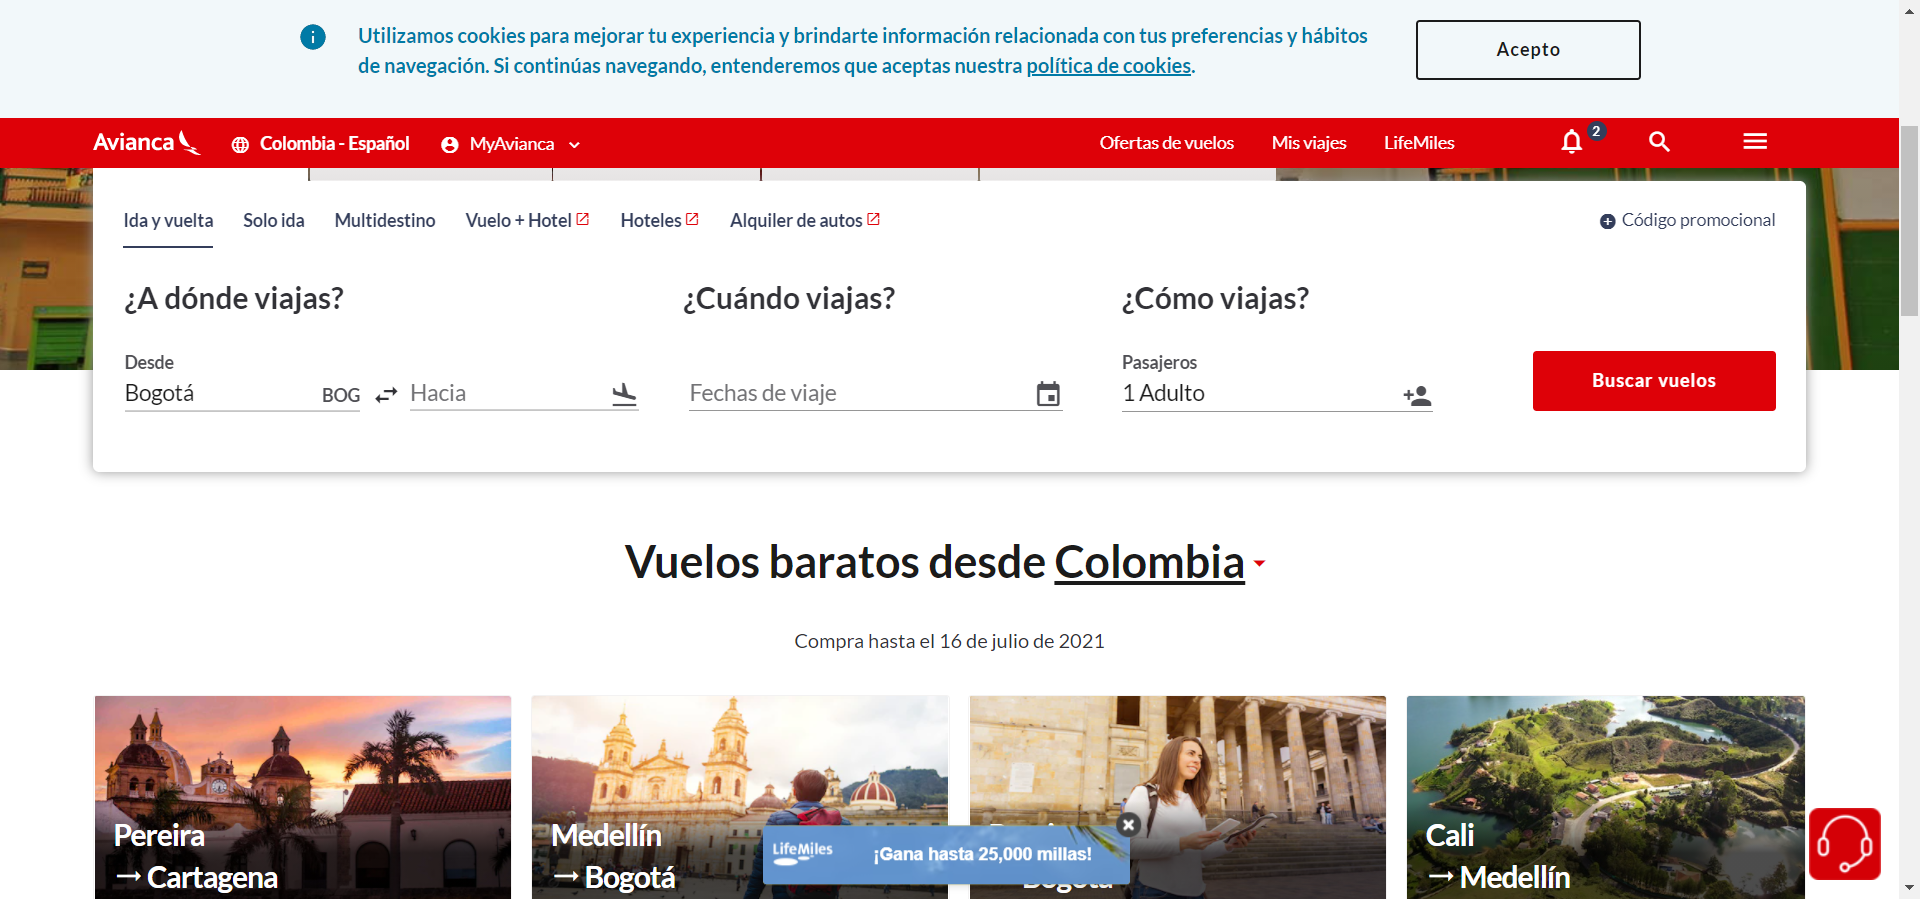 Utilizamos cookies para mejorar tu experiencia y brindarte información relacionada con tus preferencias y hábitos
de navegación. Si continúas navegando, entenderemos que aceptas nuestra política de cookies.
Acepto
Avianca
Colombia - Español
MyAvianca
Ofertas de vuelos
Mis viajes
LifeMiles
2
Ida y vuelta
Solo ida
Multidestino
Vuelo + Hotel
Hoteles
Alquiler de autos
Código promocional
¿A dónde viajas?
¿Cuándo viajas?
¿Cómo viajas?
Desde
Bogotá
BOG
Hacia
Fechas de viaje
Pasajeros
1 Adulto
Buscar vuelos
Vuelos baratos desde Colombia
Compra hasta el 16 de julio de 2021
Pereira
→ Cartagena
Medellín
→ Bogotá
Bogotá
Cali
→ Medellín
LifeMiles
¡Gana hasta 25,000 millas!